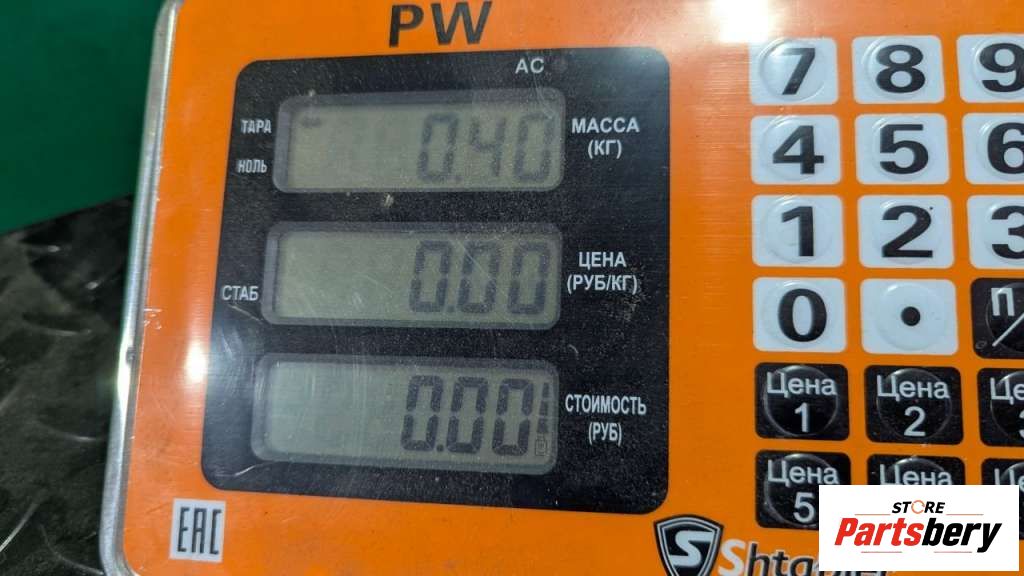 PW
AC
ТАРА
НОЛЬ
0.40
МАССА
(КГ)
СТАБ
0.00
ЦЕНА
(РУБ/КГ)
0.00
СТОИМОСТЬ
(РУБ)
7 8 9
4 5 6
1 2 3
0 . П/
Цена 1
Цена 2
Цена 5
Цена
EAC
S
STORE
Partsbery